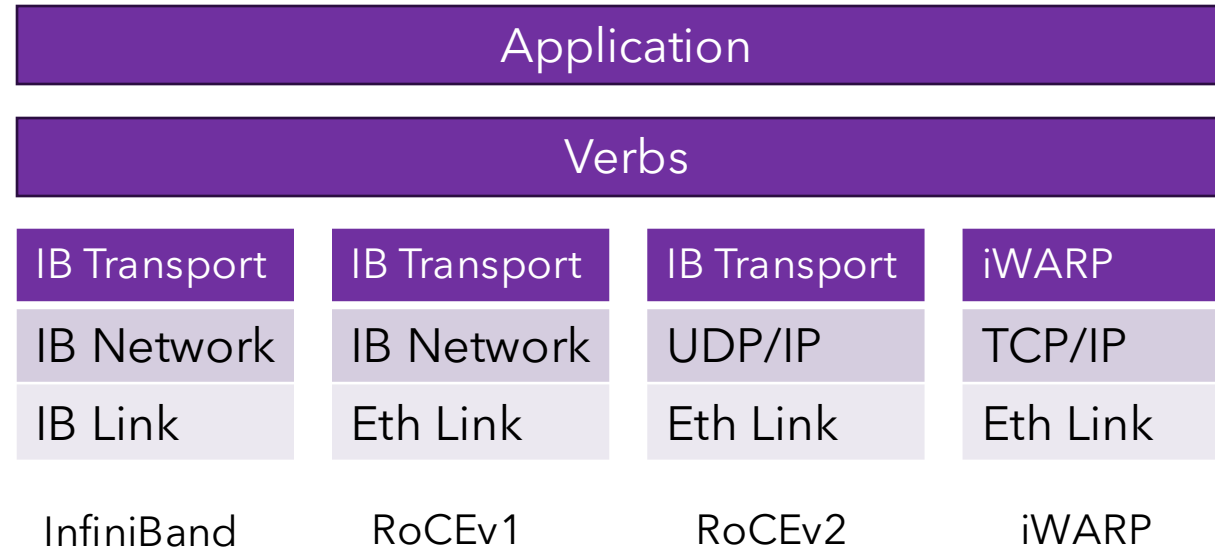 Application
Verbs
IB Transport IB Transport IB Transport iWARP
IB Network IB Network UDP/IP TCP/IP
IB Link Eth Link Eth Link Eth Link
InfiniBand RoCEv1 RoCEv2 iWARP